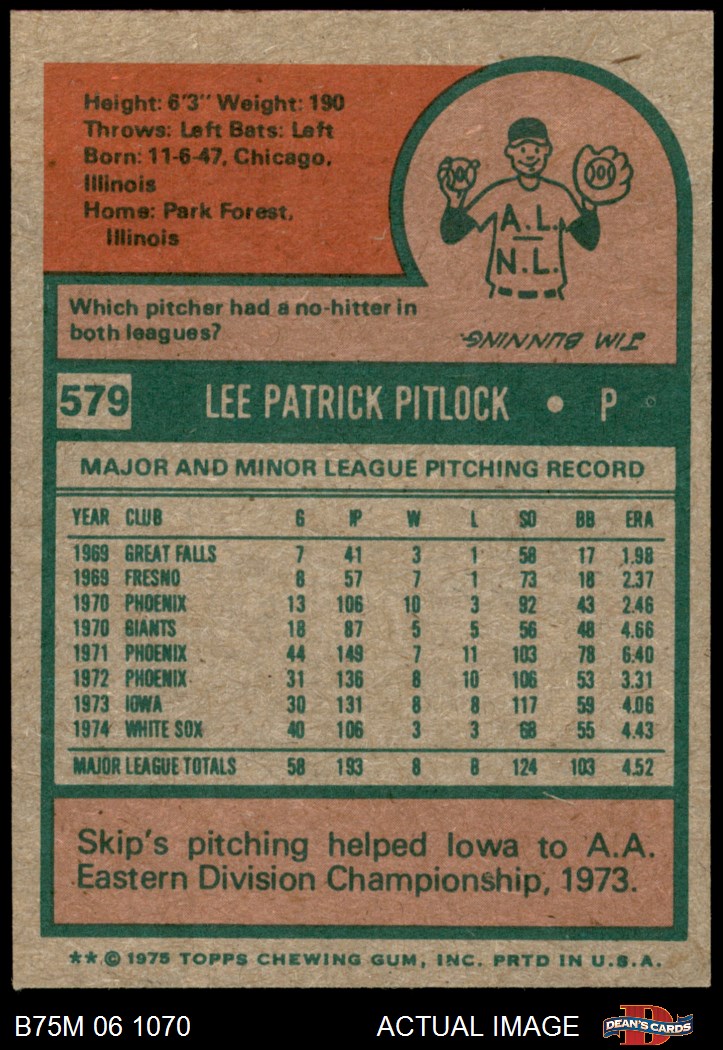 Height: 6'3" Weight: 190
Throws: Left Bats: Left
Born: 11-6-47, Chicago,
Illinois
Home: Park Forest,
Illinois
A.L.
N.L.
Which pitcher had a no-hitter in
both leagues?
JIM BUNNING.
579 LEE PATRICK PITLOCK • P
MAJOR AND MINOR LEAGUE PITCHING RECORD
YEAR CLUB G IP W L SO BB ERA
1969 GREAT FALLS 7 41 3 1 58 17 1.98
1969 FRESNO 8 57 7 1 73 18 2.37
1970 PHOENIX 13 106 10 3 92 43 2.46
1970 GIANTS 18 87 5 5 56 48 4.66
1971 PHOENIX 44 149 7 11 103 78 6.40
1972 PHOENIX 31 136 8 10 106 53 3.31
1973 IOWA 30 131 8 8 117 59 4.06
1974 WHITE SOX 40 106 3 3 68 55 4.43
MAJOR LEAGUE TOTALS 58 193 8 8 124 103 4.52
Skip's pitching helped Iowa to A.A.
Eastern Division Championship, 1973.
** © 1975 TOPPS CHEWING GUM, INC. PRTD IN U.S.A.
B75M 06 1070 ACTUAL IMAGE DEAN'S CARDS